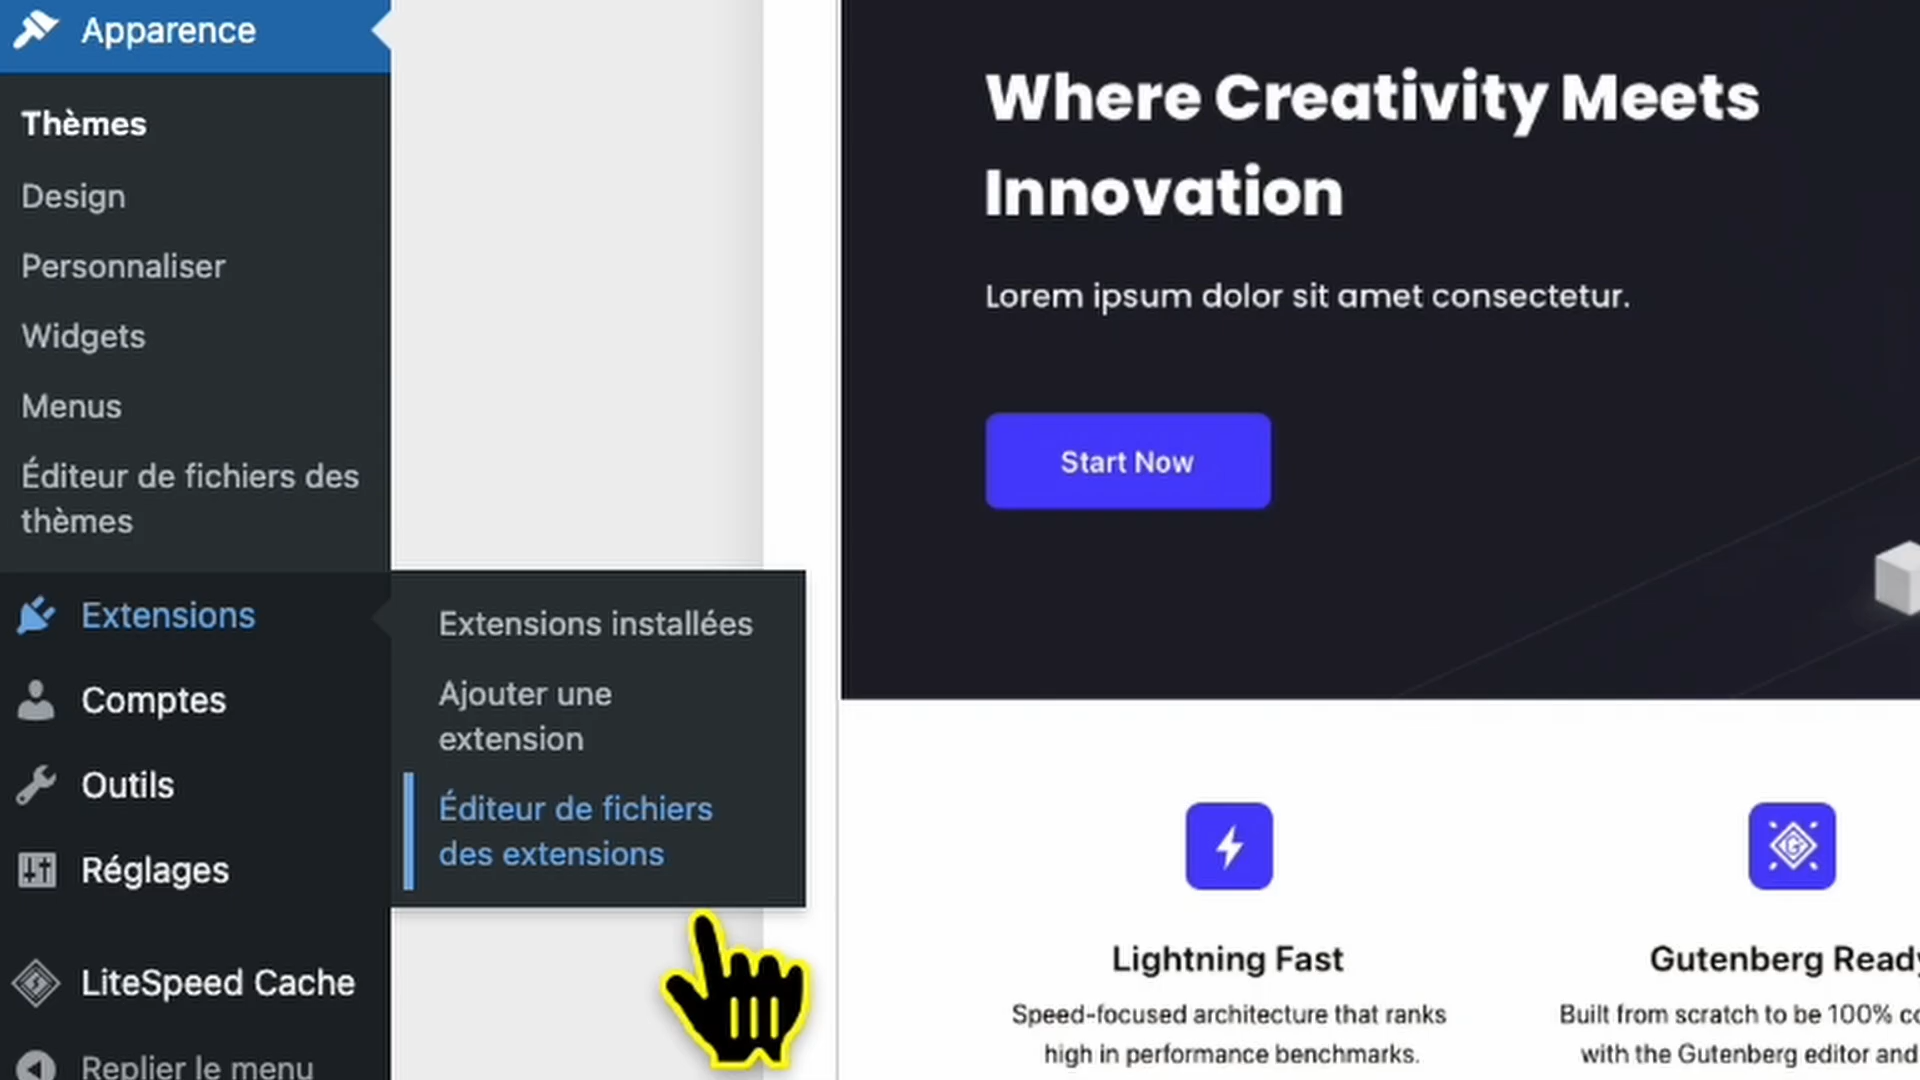 Apparence
Thèmes
Design
Personnaliser
Widgets
Menus
Éditeur de fichiers des
thèmes
Extensions
Comptes
Outils
Réglages
LiteSpeed Cache
Replier le menu
Extensions installées
Ajouter une
extension
Éditeur de fichiers
des extensions
Where Creativity Meets
Innovation
Lorem ipsum dolor sit amet consectetur.
Start Now
Lightning Fast
Speed-focused architecture that ranks
high in performance benchmarks.
Gutenberg Ready
Built from scratch to be 100%
with the Gutenberg editor and